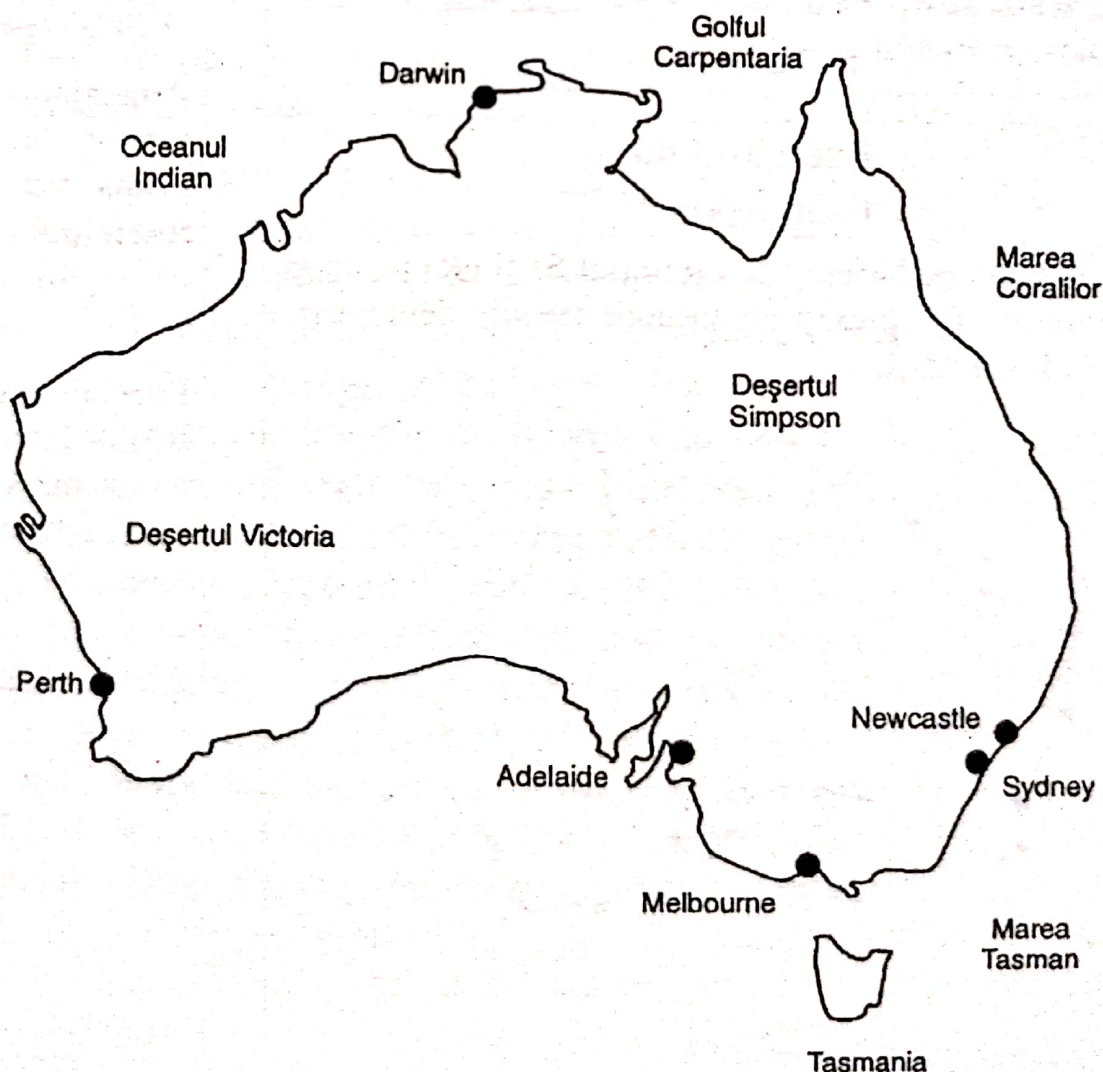 Golful
Carpentaria
Darwin
Oceanul
Indian
Marea
Coralilor
Deşertul
Simpson
Deşertul Victoria
Perth
Newcastle
Adelaide
Sydney
Melbourne
Marea
Tasman
Tasmania